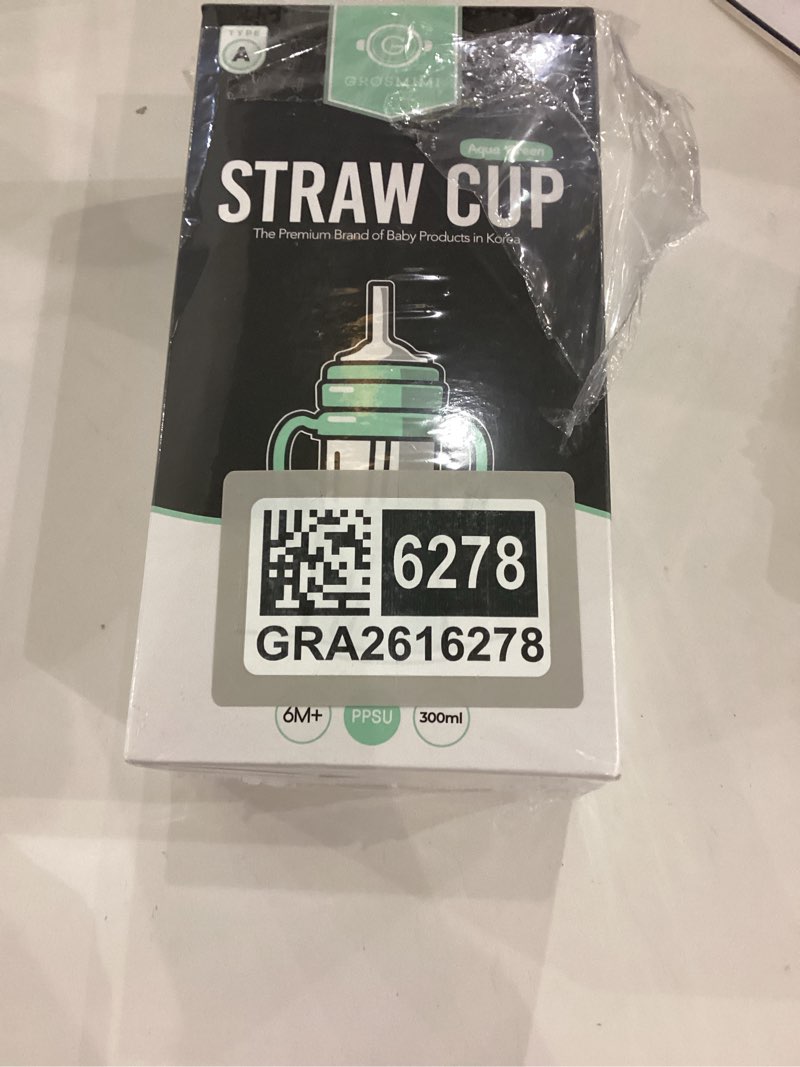 TYPE
A
G
GROSMIMI
Aqua Green
STRAW CUP
The Premium Brand of Baby Products in Korea
6278
GRA2616278
6M+
PPSU
300ml